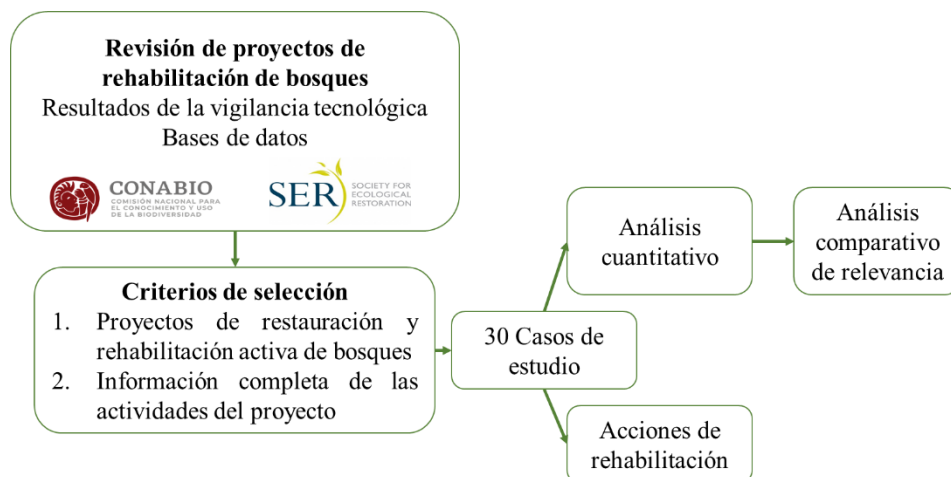 Revisión de proyectos de
rehabilitación de bosques
Resultados de la vigilancia tecnológica
Bases de datos
CONABIO
COMISIÓN NACIONAL PARA
EL CONOCIMIENTO Y USO
DE LA BIODIVERSIDAD
SER
SOCIETY FOR
ECOLOGICAL
RESTORATION
Criterios de selección
1. Proyectos de restauración y
rehabilitación activa de bosques
2. Información completa de las
actividades del proyecto
30 Casos de
estudio
Análisis
cuantitativo
Análisis
comparativo
de relevancia
Acciones de
rehabilitación